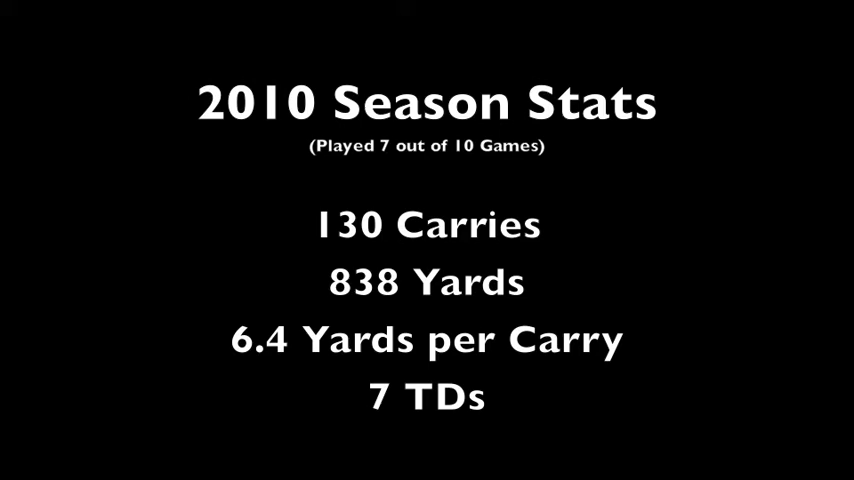 2010 Season Stats
(Played 7 out of 10 Games)
130 Carries
838 Yards
6.4 Yards per Carry
7 TDs